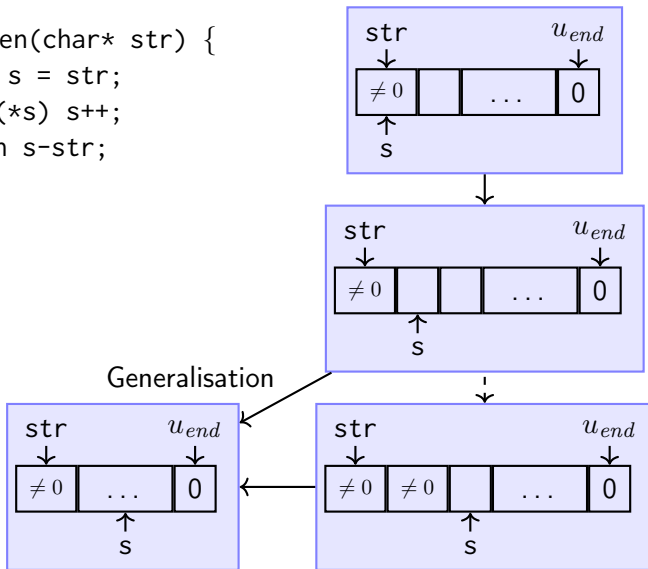 en(char* str) {
s = str;
(*s) s++;
n s-str;
str u_end
≠ 0 ... 0
s
str u_end
≠ 0 ... 0
s
Generalisation
str u_end
≠ 0 ... 0
s
str u_end
≠ 0 ≠ 0 ... 0
s